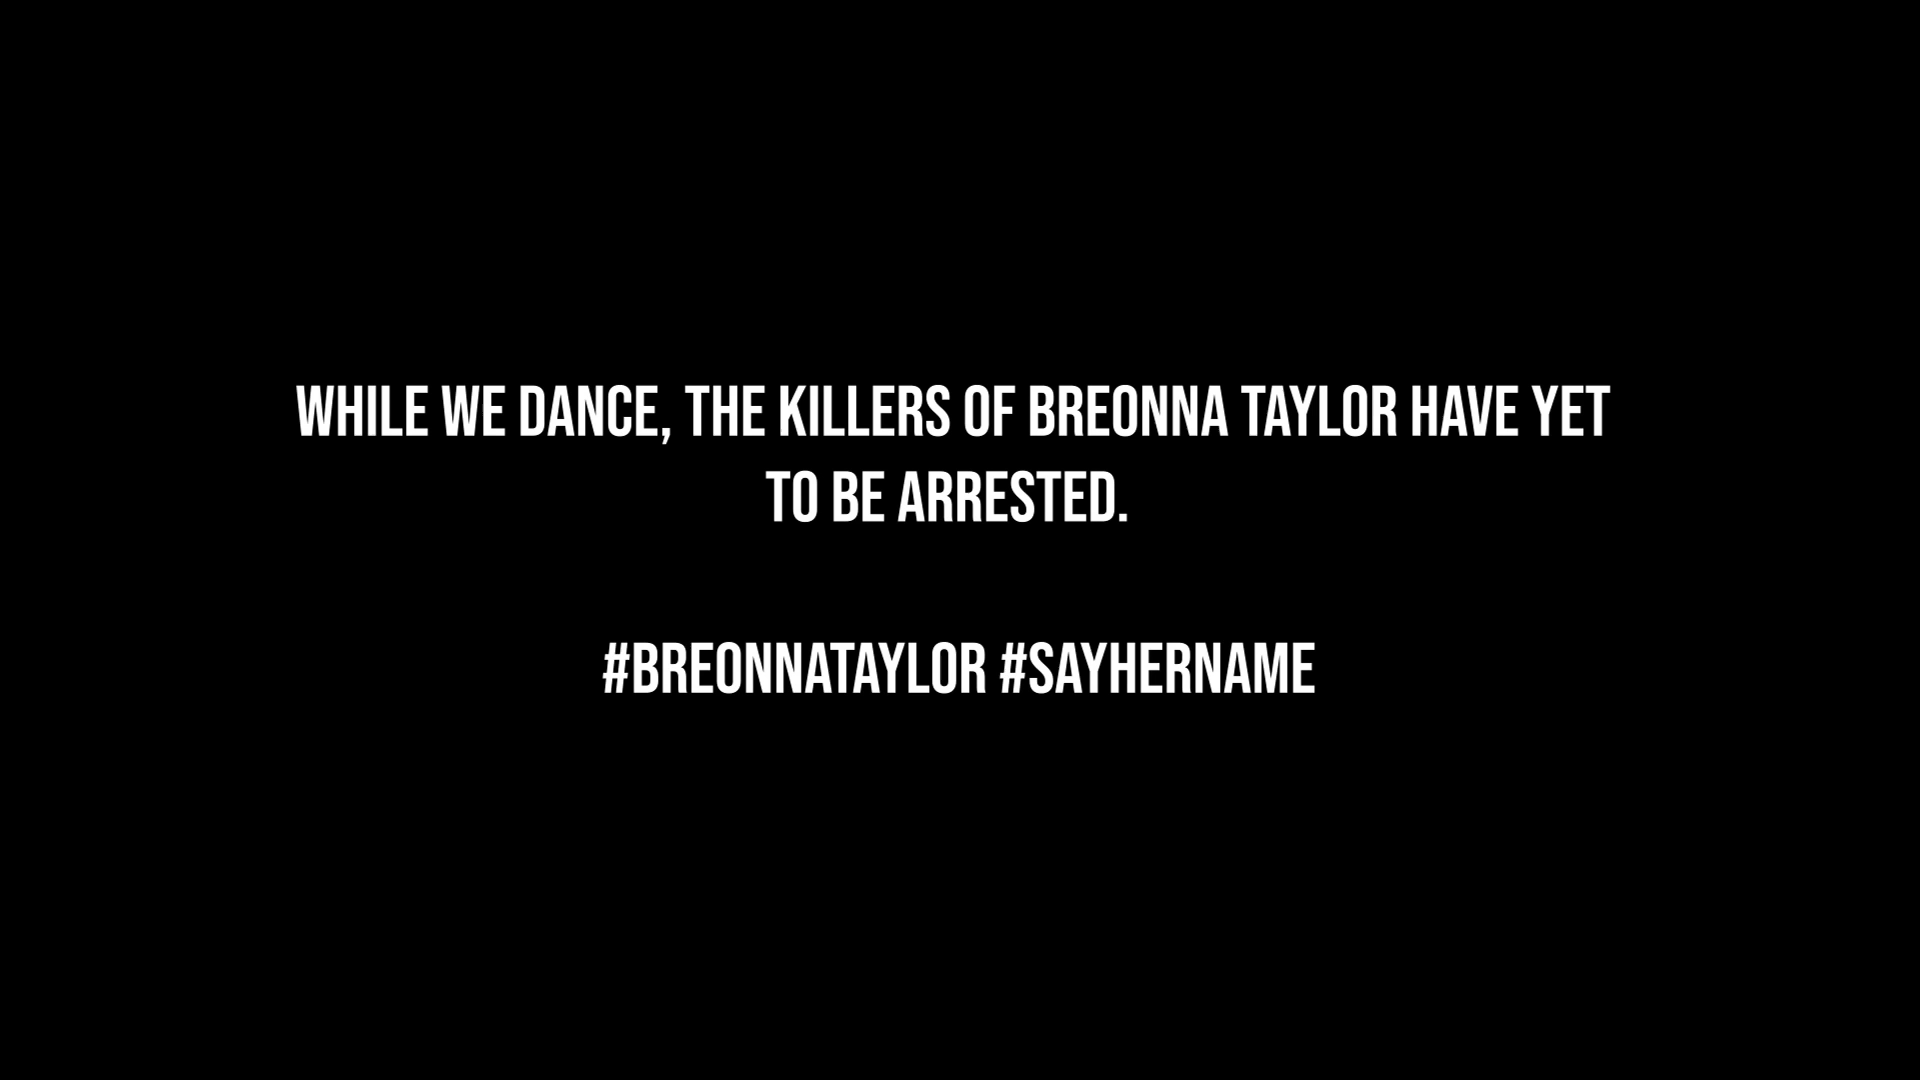 WHILE WE DANCE, THE KILLERS OF BREONNA TAYLOR HAVE YET
TO BE ARRESTED.
#BREONNATAYLOR #SAYHERNAME